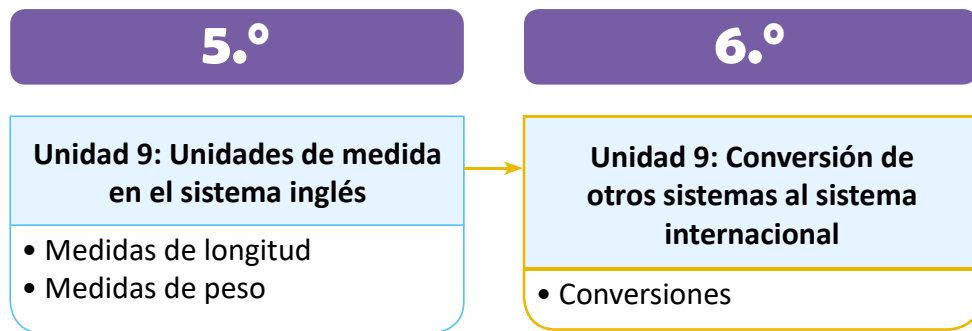 5.º
6.º
Unidad 9: Unidades de medida
en el sistema inglés
• Medidas de longitud
• Medidas de peso
Unidad 9: Conversión de
otros sistemas al sistema
internacional
• Conversiones